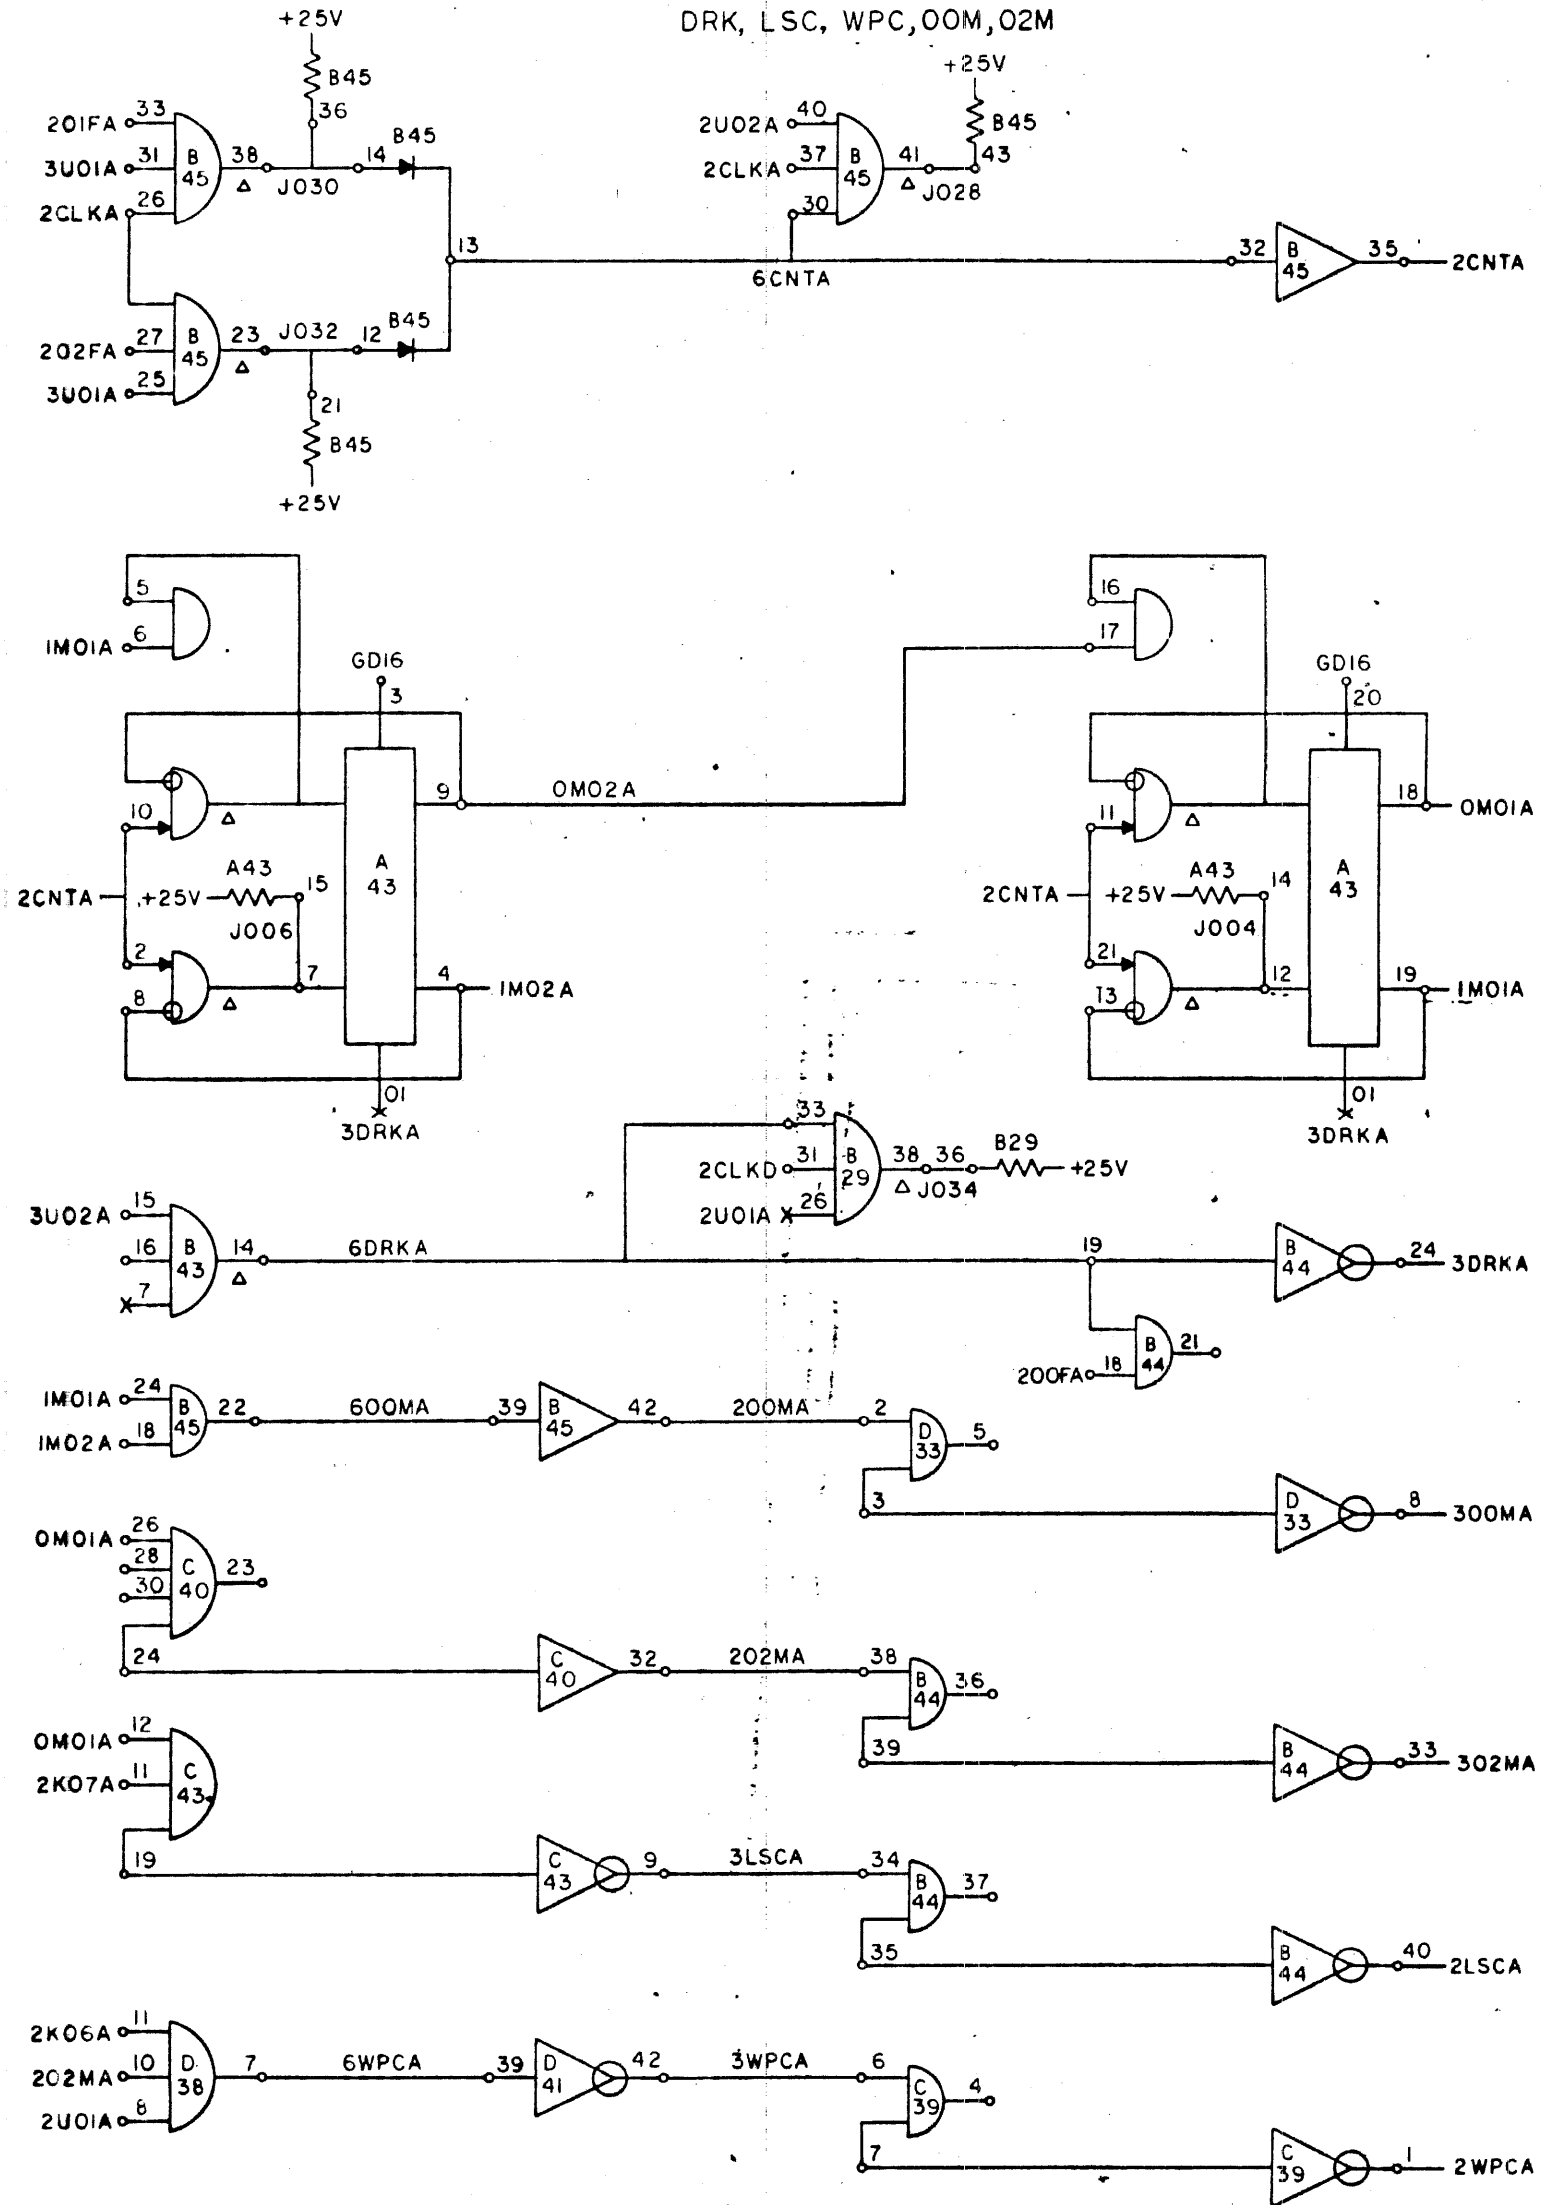 DRK, LSC, WPC, 00M, 02M
+25V
B45
36
201FA 33
3U01A 31
2CLKA 26
B 45
38
Δ
J030
14
B45
+25V
B45
2U02A 40
2CLKA 37
30
B 45
41
Δ
J028
43
13
6CNTA
32
B 45
35
2CNTA
202FA 27
3U01A 25
B 45
23
Δ
J032
12
B45
21
B45
+25V
5
1M01A 6
GD16
3
10
Δ
9
0M02A
A 43
2CNTA
+25V
A43
15
J006
2
8
Δ
7
4
1M02A
01
3DRKA
16
17
GD16
20
11
Δ
18
0M01A
A 43
2CNTA
+25V
A43
14
J004
21
13
Δ
12
19
1M01A
01
3DRKA
33
2CLKD 31
2U01A 26
B 29
38
Δ
36
J034
B29
+25V
3U02A 15
16
7
B 43
14
Δ
6DRKA
19
B 44
24
3DRKA
200FA 18
B 44
21
1M01A 24
1M02A 18
B 45
22
600MA
39
B 45
42
200MA
2
D 33
5
3
D 33
8
300MA
0M01A 26
28
30
C 40
23
24
C 40
32
202MA
38
B 44
36
39
B 44
33
302MA
0M01A 12
2K07A 11
C 43
19
C 43
9
3LSCA
34
B 44
37
35
B 44
40
2LSCA
2K06A 11
202MA 10
2U01A 8
D 38
7
6WPCA
39
D 41
42
3WPCA
6
C 39
4
7
C 39
1
2WPCA